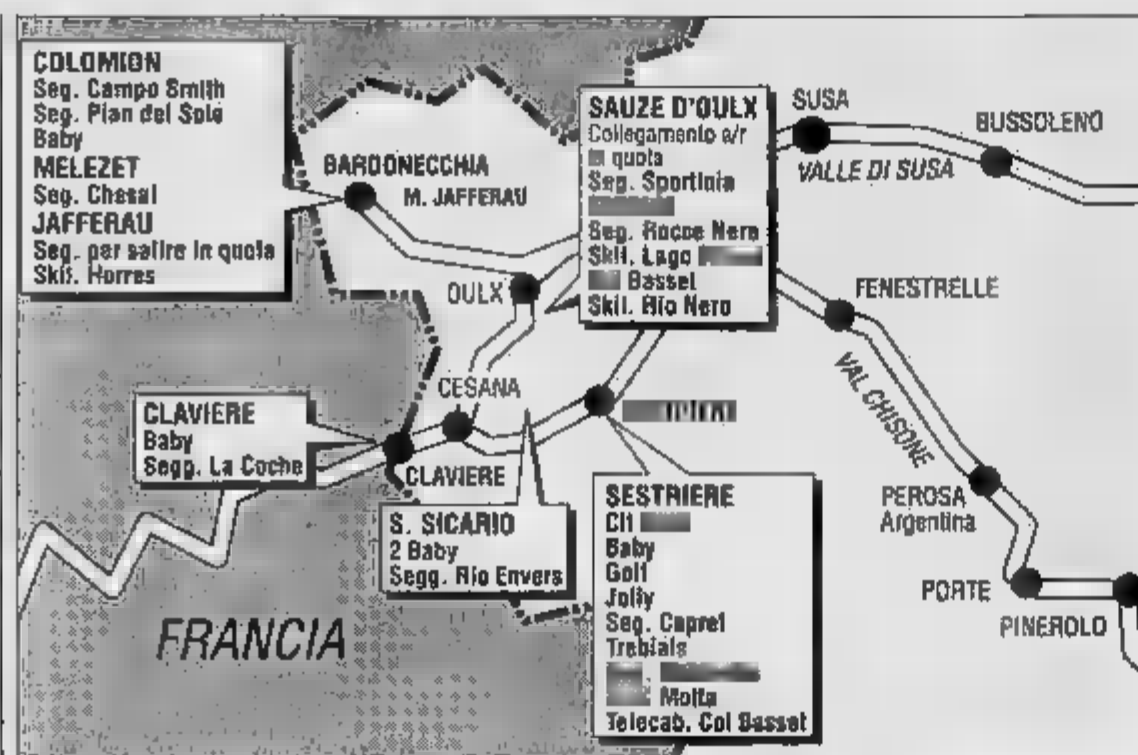 COLOMION
Seg. Campo Smith
Seg. Pian del Sole
Baby
MELEZET
Seg. Chesal
JAFFERAU
Seg. per salire in quota
Skil. Horres
BARDONECCHIA
M. JAFFERAU
OULX
SAUZE D'OULX
Collegamento a/r
quota
Seg. Sportinia
Seg. Rocce Nere
Skil. Lago
Basset
Skil. Rio Nero
SUSA
BUSSOLENO
VALLE DI SUSA
FENESTRELLE
VAL CHISONE
CESANA
CLAVIERE
Baby
Segg. La Coche
CLAVIERE
S. SICARIO
2 Baby
Segg. Rio Envers
SESTRIERE
Cit
Baby
Golf
Jolly
Seg. Capret
Trebials
Motta
Telecab. Col Basset
PEROSA
Argentina
PORTE
PINEROLO
FRANCIA